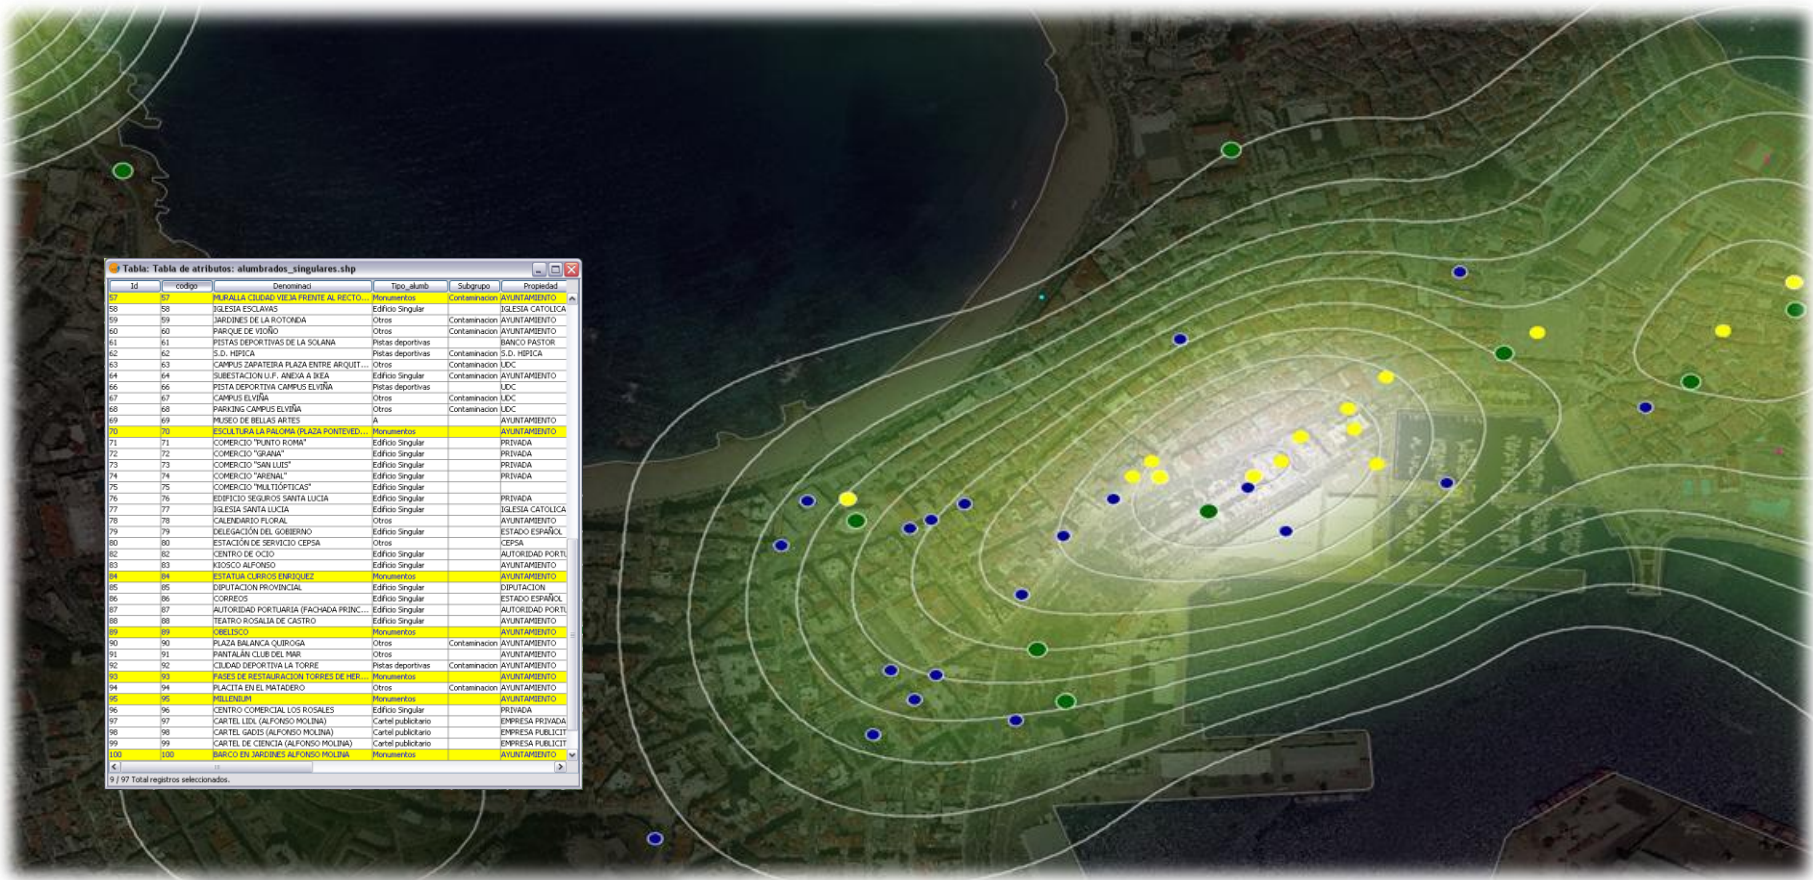 Tabla: Tabla de atributos: alumbrados_singulares.shp
Id codigo Denominaci Tipo_alumb Subgrupo Propiedad
57 57 MURALLA CIUDAD VIEJA FRENTE AL RECTO... Monumentos Contaminacion AYUNTAMIENTO
58 58 IGLESIA ESCLAVAS Edificio Singular IGLESIA CATOLICA
59 59 JARDINES DE LA ROTONDA Otros Contaminacion AYUNTAMIENTO
60 60 PARQUE DE VIOÑO Otros Contaminacion AYUNTAMIENTO
61 61 PISTAS DEPORTIVAS DE LA SOLANA Pistas deportivas BANCO PASTOR
62 62 S.D. HIPICA Pistas deportivas Contaminacion S.D. HIPICA
63 63 CAMPUS ZAPATEIRA PLAZA ENTRE ARQUIT... Otros Contaminacion UDC
64 64 SUBESTACION U.F. ANEXA A IKEA Edificio Singular Contaminacion AYUNTAMIENTO
66 66 PISTA DEPORTIVA CAMPUS ELVIÑA Pistas deportivas UDC
67 67 CAMPUS ELVIÑA Otros Contaminacion UDC
68 68 PARKING CAMPUS ELVIÑA Otros Contaminacion UDC
69 69 MUSEO DE BELLAS ARTES A AYUNTAMIENTO
70 70 ESCULTURA LA PALOMA (PLAZA PONTEVED... Monumentos AYUNTAMIENTO
71 71 COMERCIO "PUNTO ROMA" Edificio Singular PRIVADA
72 72 COMERCIO "GRANA" Edificio Singular PRIVADA
73 73 COMERCIO "SAN LUIS" Edificio Singular PRIVADA
74 74 COMERCIO "ARENAL" Edificio Singular PRIVADA
75 75 COMERCIO "MULTIÓPTICAS" Edificio Singular
76 76 EDIFICIO SEGUROS SANTA LUCIA Edificio Singular PRIVADA
77 77 IGLESIA SANTA LUCIA Edificio Singular IGLESIA CATOLICA
78 78 CALENDARIO FLORAL Otros AYUNTAMIENTO
79 79 DELEGACIÓN DEL GOBIERNO Edificio Singular ESTADO ESPAÑOL
80 80 ESTACIÓN DE SERVICIO CEPSA Otros CEPSA
82 82 CENTRO DE OCIO Edificio Singular AUTORIDAD PORTU
83 83 KIOSCO ALFONSO Edificio Singular AYUNTAMIENTO
84 84 ESTATUA CURROS ENRIQUEZ Monumentos AYUNTAMIENTO
85 85 DIPUTACION PROVINCIAL Edificio Singular DIPUTACION
86 86 CORREOS Edificio Singular ESTADO ESPAÑOL
87 87 AUTORIDAD PORTUARIA (FACHADA PRINC... Edificio Singular AUTORIDAD PORTU
88 88 TEATRO ROSALIA DE CASTRO Edificio Singular AYUNTAMIENTO
89 89 OBELISCO Monumentos AYUNTAMIENTO
90 90 PLAZA BALANCA QUIROGA Otros Contaminacion AYUNTAMIENTO
91 91 PANTALÁN CLUB DEL MAR Otros AYUNTAMIENTO
92 92 CIUDAD DEPORTIVA LA TORRE Pistas deportivas Contaminacion AYUNTAMIENTO
93 93 FASES DE RESTAURACION TORRES DE HER... Monumentos AYUNTAMIENTO
94 94 PLACITA EN EL MATADERO Otros Contaminacion AYUNTAMIENTO
95 95 MILLENIUM Monumentos AYUNTAMIENTO
96 96 CENTRO COMERCIAL LOS ROSALES Edificio Singular PRIVADA
97 97 CARTEL LIDL (ALFONSO MOLINA) Cartel publicitario EMPRESA PRIVADA
98 98 CARTEL GADIS (ALFONSO MOLINA) Cartel publicitario EMPRESA PUBLICIT
99 99 CARTEL DE CIENCIA (ALFONSO MOLINA) Cartel publicitario EMPRESA PUBLICIT
100 100 BARCO EN JARDINES ALFONSO MOLINA Monumentos AYUNTAMIENTO
9 / 97 Total registros seleccionados.